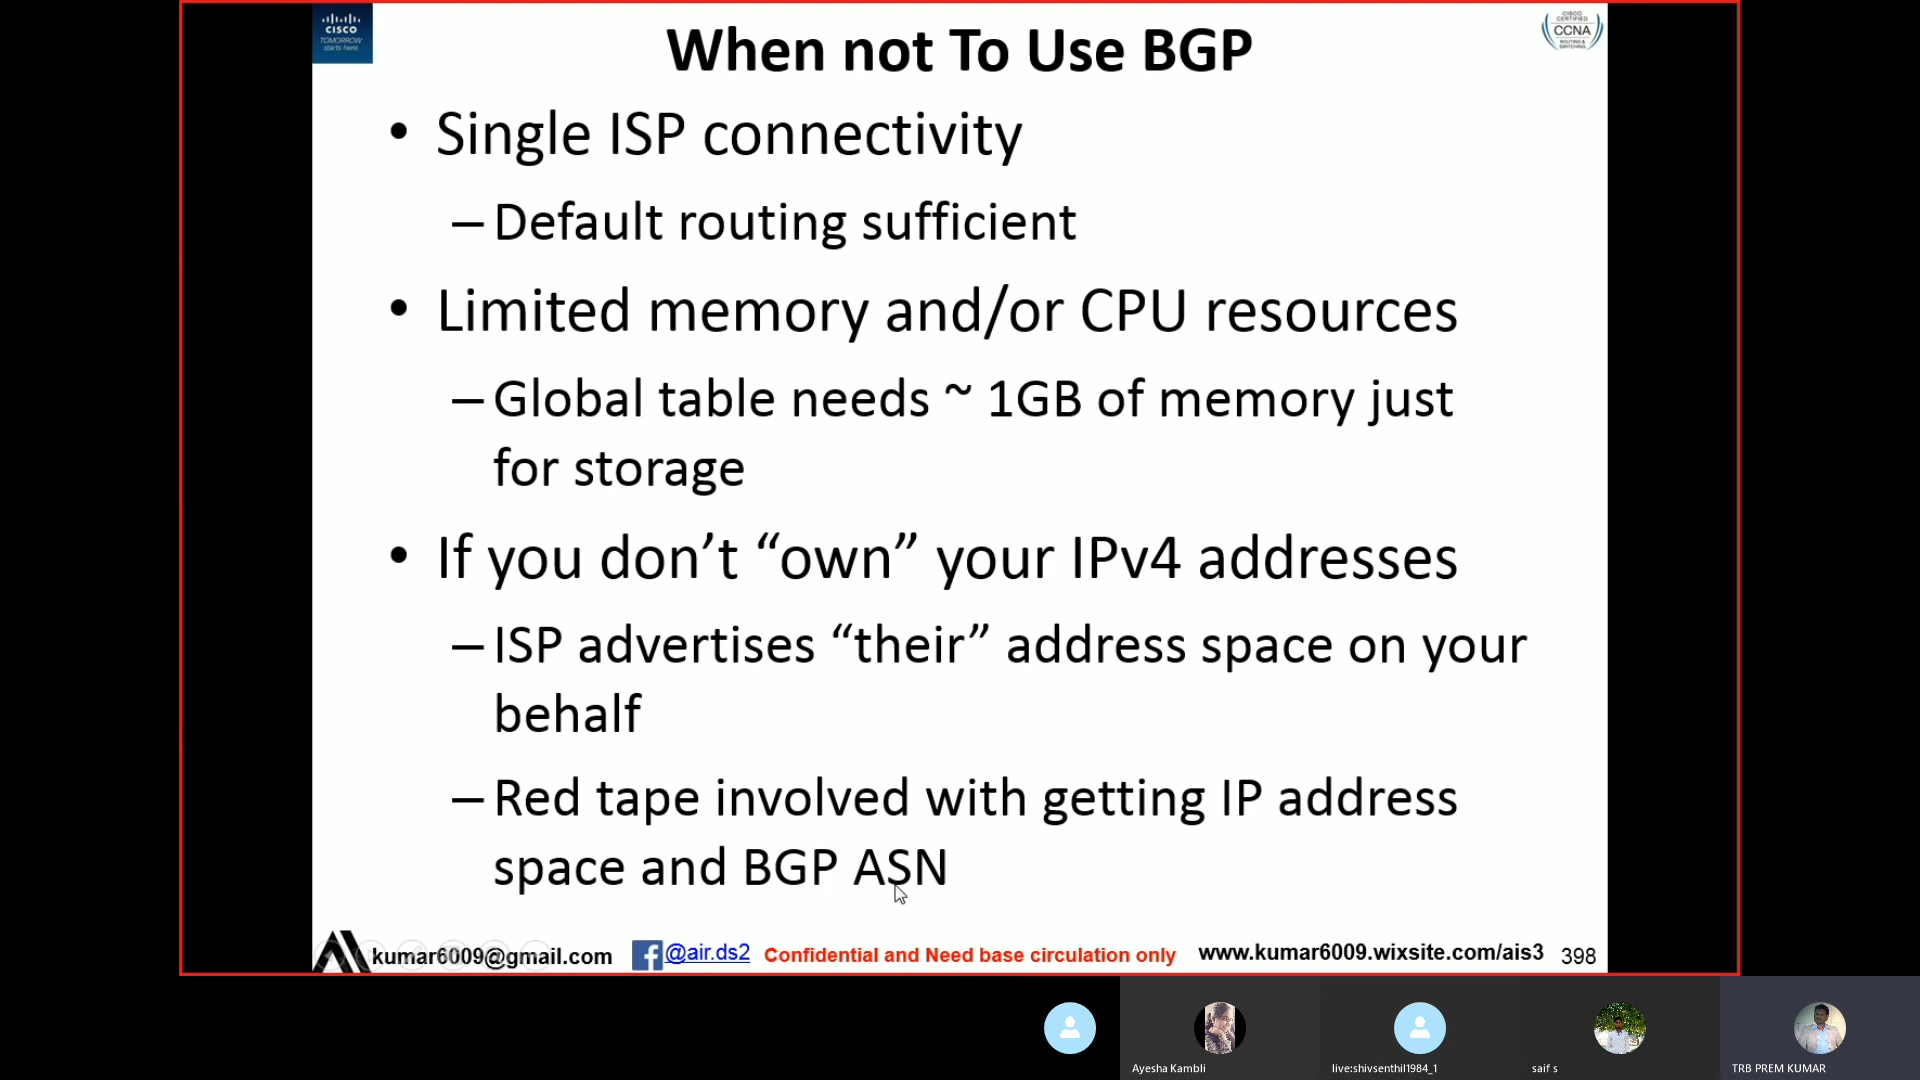 CISCO
TOMORROW
starts here.
When not To Use BGP
CISCO
CERTIFIED
CCNA
ROUTING &
SWITCHING
• Single ISP connectivity
– Default routing sufficient
• Limited memory and/or CPU resources
– Global table needs ~ 1GB of memory just
for storage
• If you don’t “own” your IPv4 addresses
– ISP advertises “their” address space on your
behalf
– Red tape involved with getting IP address
space and BGP ASN
kumar6009@gmail.com @air.ds2 Confidential and Need base circulation only www.kumar6009.wixsite.com/ais3 398
Ayesha Kambli
live:shivsenthil1984_1
saif s
TRB PREM KUMAR